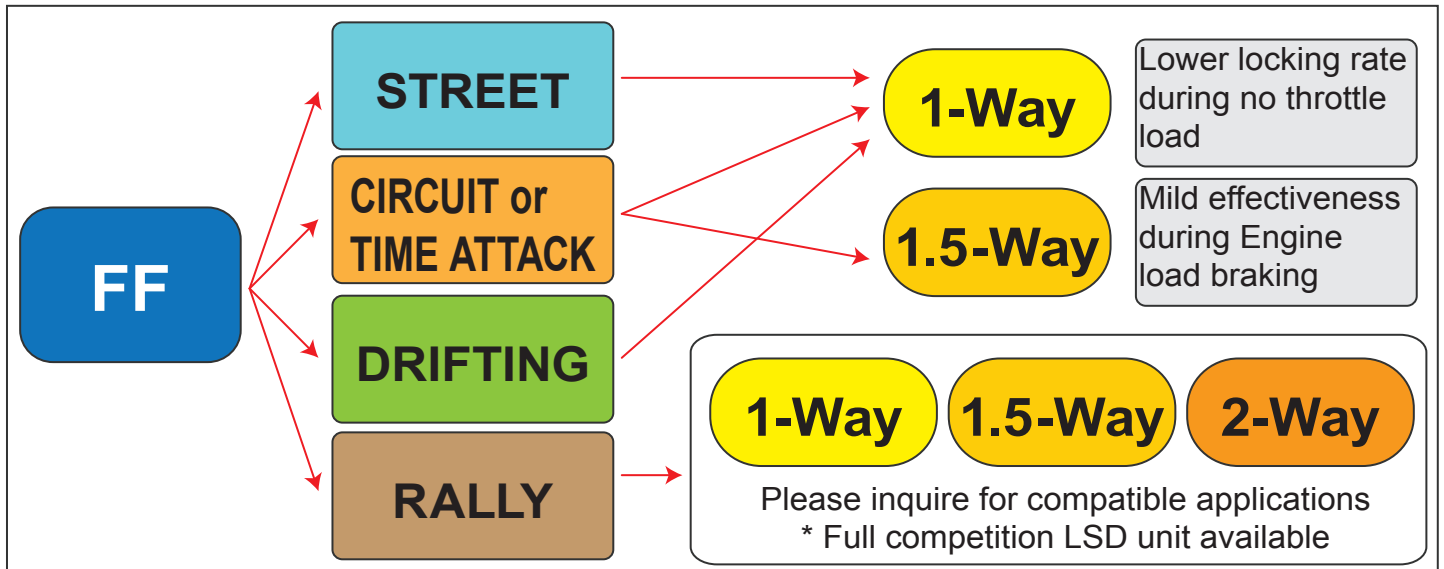 FF
STREET
CIRCUIT or
TIME ATTACK
DRIFTING
RALLY
1-Way
Lower locking rate
during no throttle
load
1.5-Way
Mild effectiveness
during Engine
load braking
1-Way
1.5-Way
2-Way
Please inquire for compatible applications
* Full competition LSD unit available